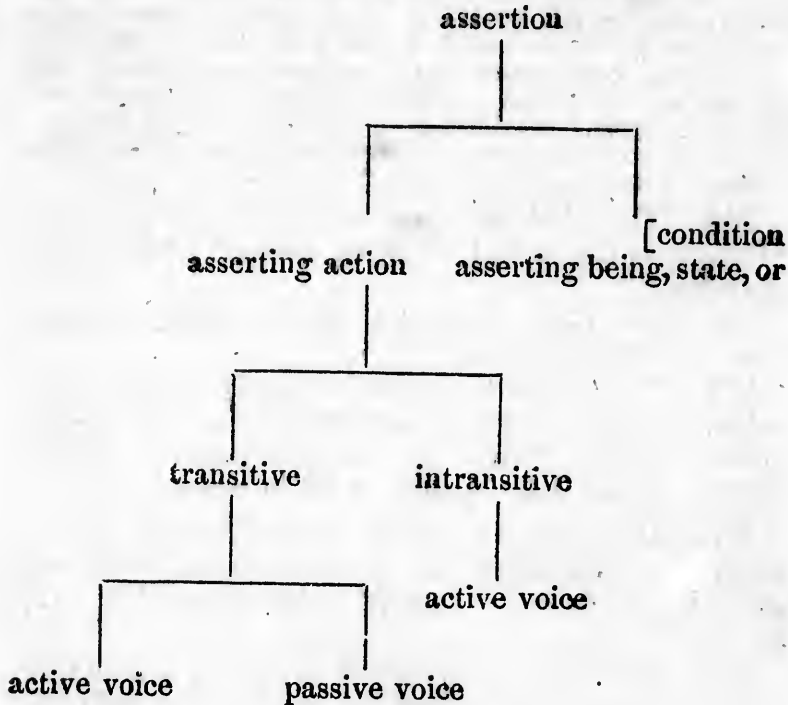 assertion
[condition
asserting action asserting being, state, or
transitive intransitive
active voice
active voice passive voice